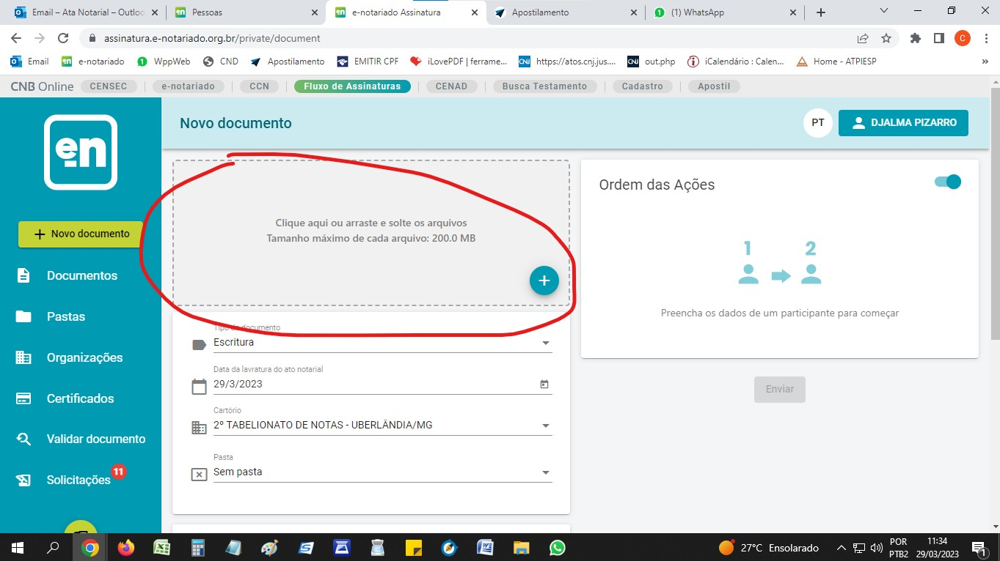 Email – Ata Notarial – Outloo
Pessoas
e-notariado Assinatura
Apostilamento
(1) WhatsApp
assinatura.e-notariado.org.br/private/document
C
Email
e-notariado
WppWeb
CND
Apostilamento
EMITIR CPF
iLovePDF | ferrame...
https://atos.cnj.jus....
out.php
iCalendário : Calen...
Home - ATPIESP
»
CNB Online
CENSEC
e-notariado
CCN
Fluxo de Assinaturas
CENAD
Busca Testamento
Cadastro
Apostil
en
Novo documento
PT
DJALMA PIZARRO
+ Novo documento
Documentos
Pastas
Organizações
Certificados
Validar documento
Solicitações
11
Clique aqui ou arraste e solte os arquivos
Tamanho máximo de cada arquivo: 200.0 MB
+
Tipo de documento
Escritura
Data da lavratura do ato notarial
29/3/2023
Cartório
2º TABELIONATO DE NOTAS - UBERLÂNDIA/MG
Pasta
Sem pasta
Ordem das Ações
1
2
Preencha os dados de um participante para começar
Enviar
27°C Ensolarado
POR
PTB2
11:34
29/03/2023
1